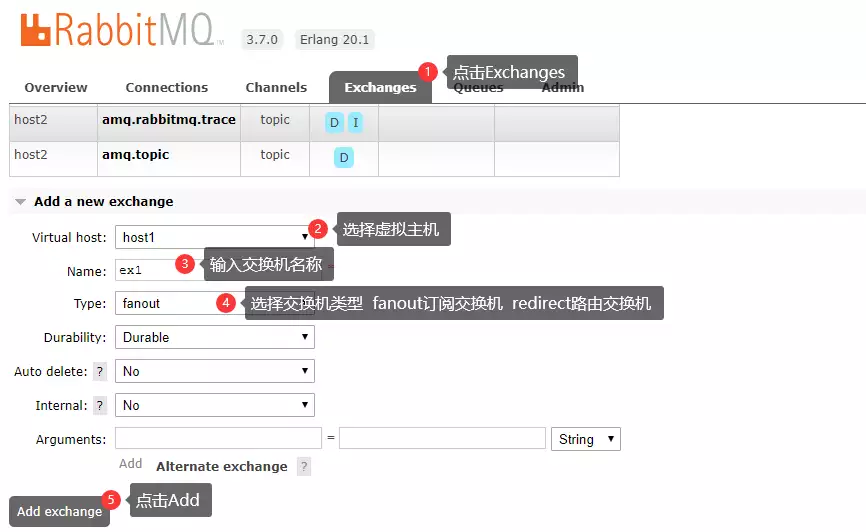 RabbitMQ TM 3.7.0 Erlang 20.1
1 点击Exchanges
Overview Connections Channels Exchanges Queues Admin
host2 amq.rabbitmq.trace topic D I
host2 amq.topic topic D
Add a new exchange
Virtual host: host1 2 选择虚拟主机
Name: ex1 3 输入交换机名称
Type: fanout 4 选择交换机类型 fanout订阅交换机 redirect路由交换机
Durability: Durable
Auto delete: ? No
Internal: ? No
Arguments: = String
Add Alternate exchange ?
Add exchange 5 点击Add